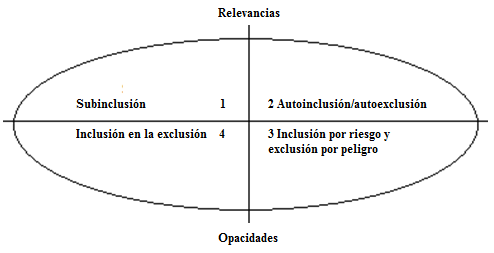 Relevancias
Subinclusión 1 2 Autoinclusión/autoexclusión
Inclusión en la exclusión 4 3 Inclusión por riesgo y
exclusión por peligro
Opacidades